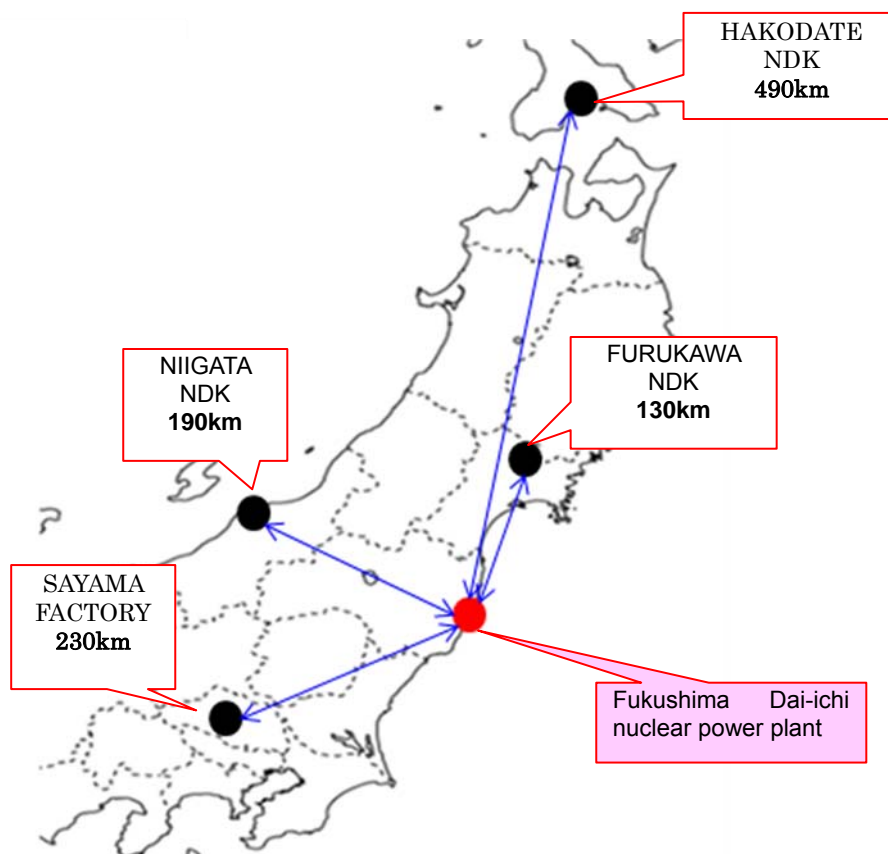 HAKODATE
NDK
490km
FURUKAWA
NDK
130km
NIIGATA
NDK
190km
SAYAMA
FACTORY
230km
Fukushima Dai-ichi
nuclear power plant